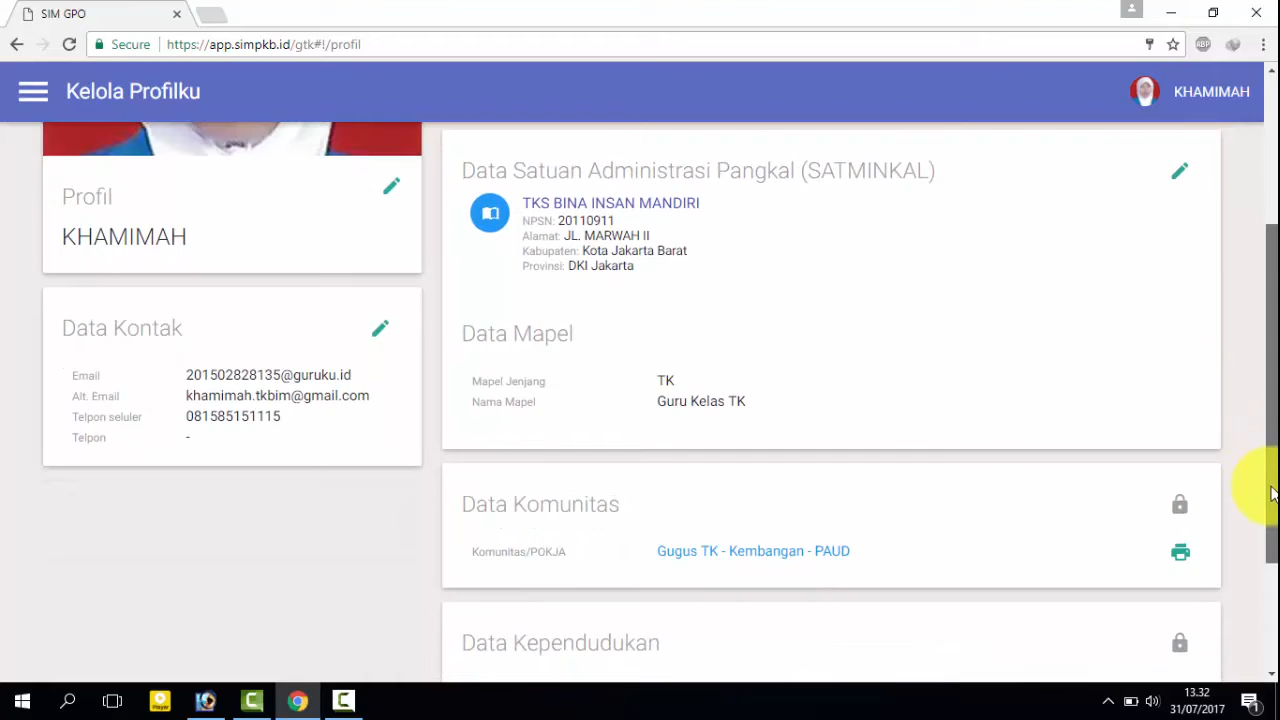 SIM GPO
Secure
https://app.simpkb.id/gtk#!/profil
ABP
Kelola Profilku
KHAMIMAH
Profil
KHAMIMAH
Data Kontak
Email 201502828135@guruku.id
Alt. Email khamimah.tkbim@gmail.com
Telpon seluler 081585151115
Telpon -
Data Satuan Administrasi Pangkal (SATMINKAL)
TKS BINA INSAN MANDIRI
NPSN: 20110911
Alamat: JL. MARWAH II
Kabupaten: Kota Jakarta Barat
Provinsi: DKI Jakarta
Data Mapel
Mapel Jenjang TK
Nama Mapel Guru Kelas TK
Data Komunitas
Komunitas/POKJA Gugus TK - Kembangan - PAUD
Data Kependudukan
Player
13.32
31/07/2017
1